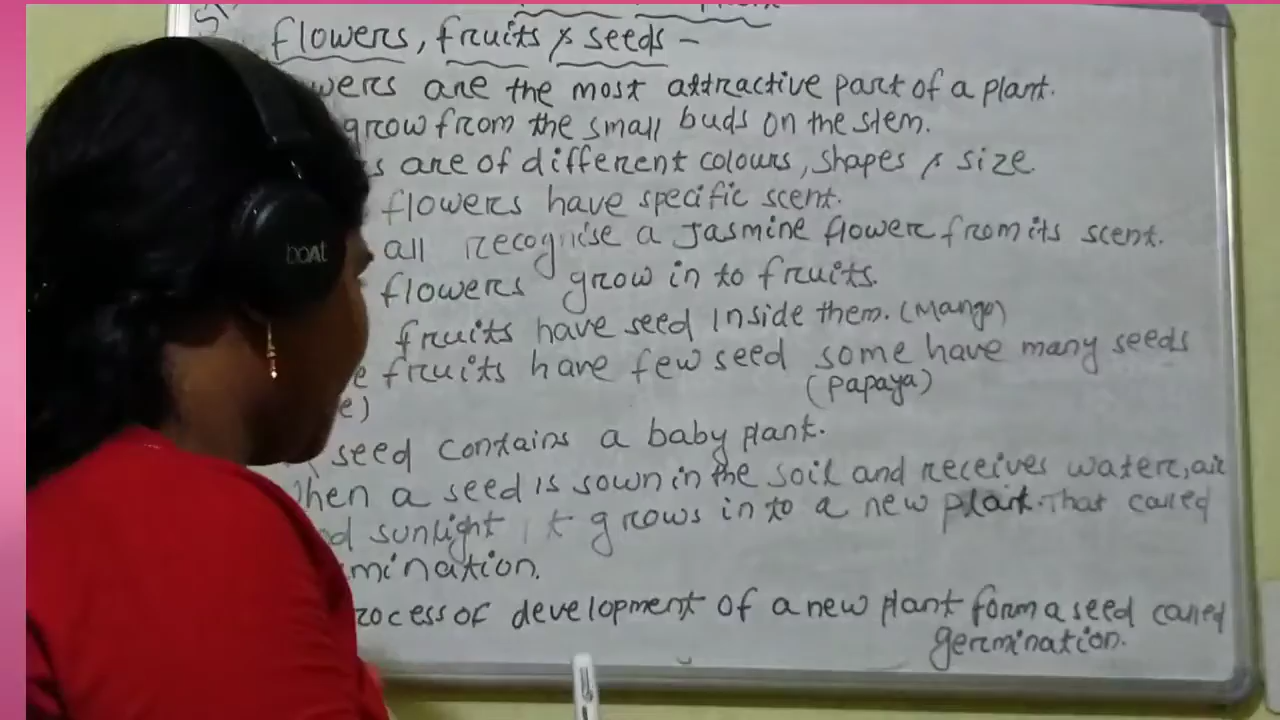 flowers, fruits & seeds -
wers are the most attractive part of a plant.
grow from the small buds on the stem.
s are of different colours, shapes & size.
flowers have specific scent.
all recognise a Jasmine flower from its scent.
flowers grow in to fruits.
fruits have seed inside them. (Mango)
e fruits have few seed some have many seeds
e) (papaya)
seed contains a baby plant.
hen a seed is sown in the soil and receives water, air
d sunlight, it grows in to a new plant. That called
mination.
rocess of development of a new plant form a seed called
germination.
boAt